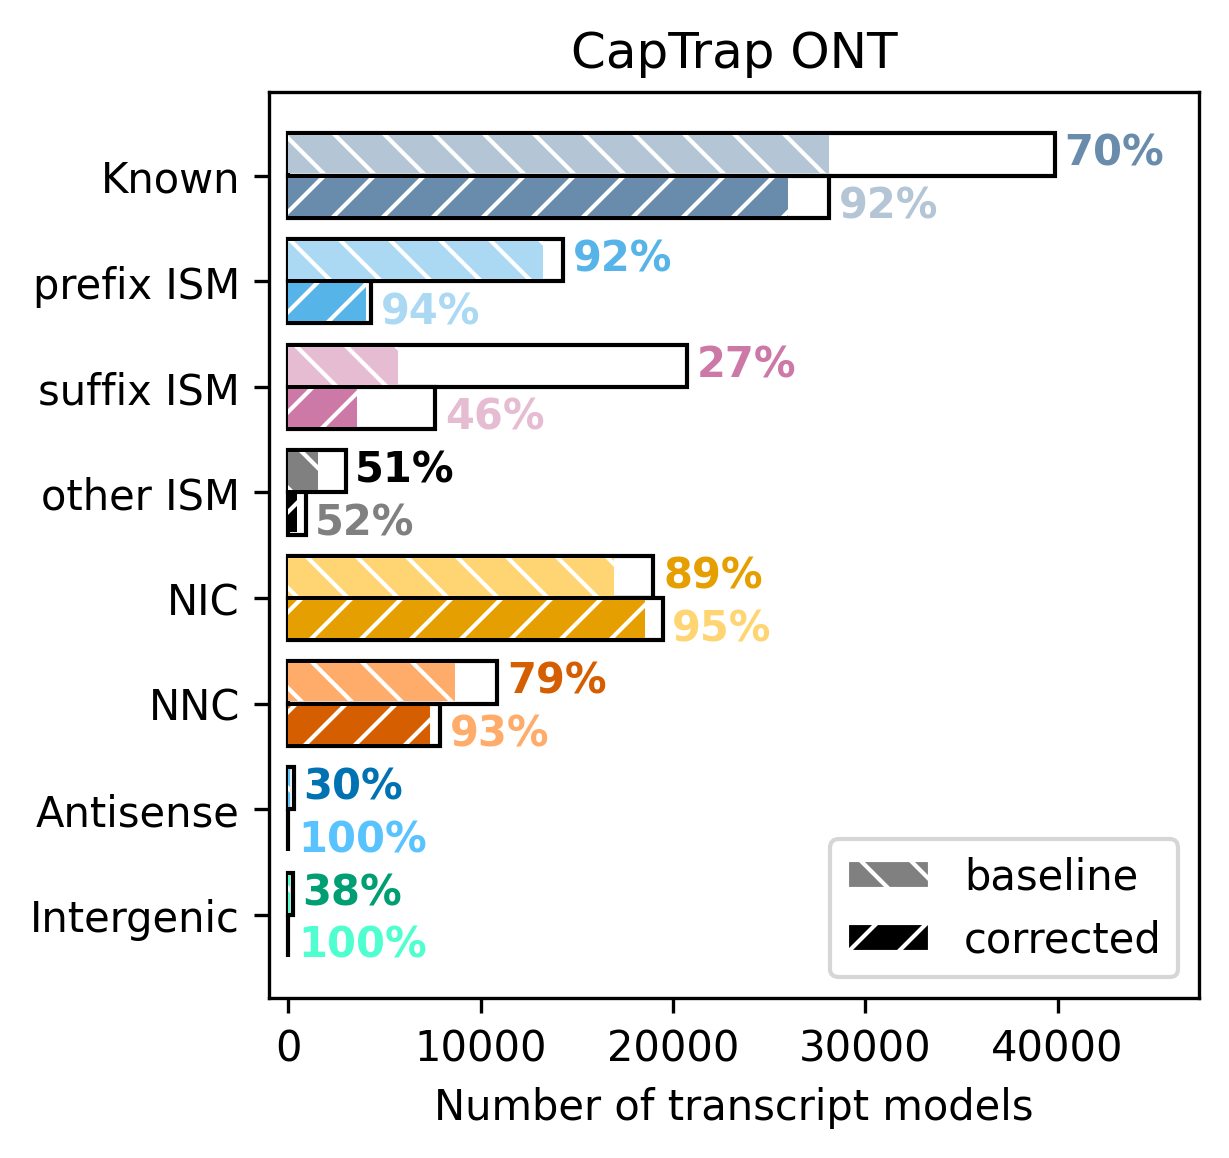 CapTrap ONT
Known
70%
92%
prefix ISM
92%
94%
suffix ISM
27%
46%
other ISM
51%
52%
NIC
89%
95%
NNC
79%
93%
Antisense
30%
100%
Intergenic
38%
100%
baseline
corrected
0 10000 20000 30000 40000
Number of transcript models